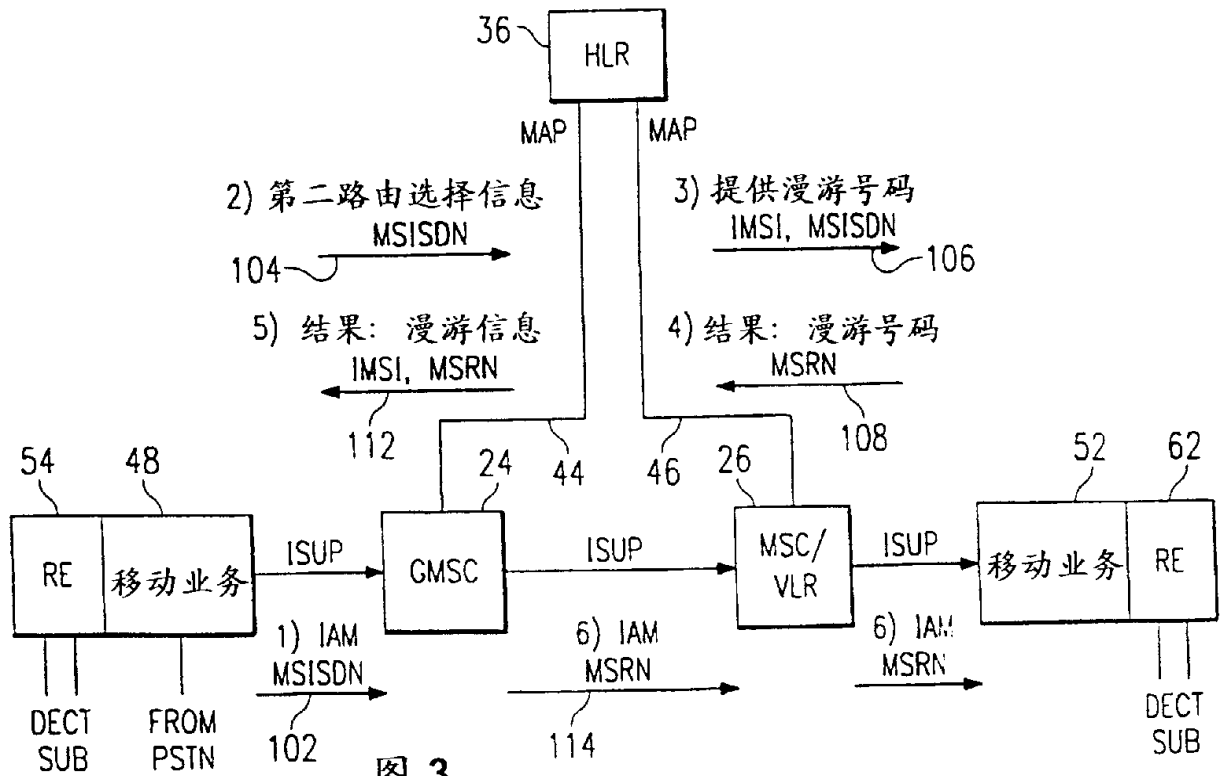 36
HLR
MAP
MAP
2) 第二路由选择信息
MSISDN
104
3) 提供漫游号码
IMSI, MSISDN
106
5) 结果: 漫游信息
IMSI, MSRN
112
4) 结果: 漫游号码
MSRN
108
44
46
54
48
24
26
52
62
RE
移动业务
ISUP
GMSC
ISUP
MSC/
VLR
ISUP
移动业务
RE
1) IAM
MSISDN
102
6) IAM
MSRN
114
6) IAM
MSRN
DECT
SUB
FROM
PSTN
DECT
SUB
图 3